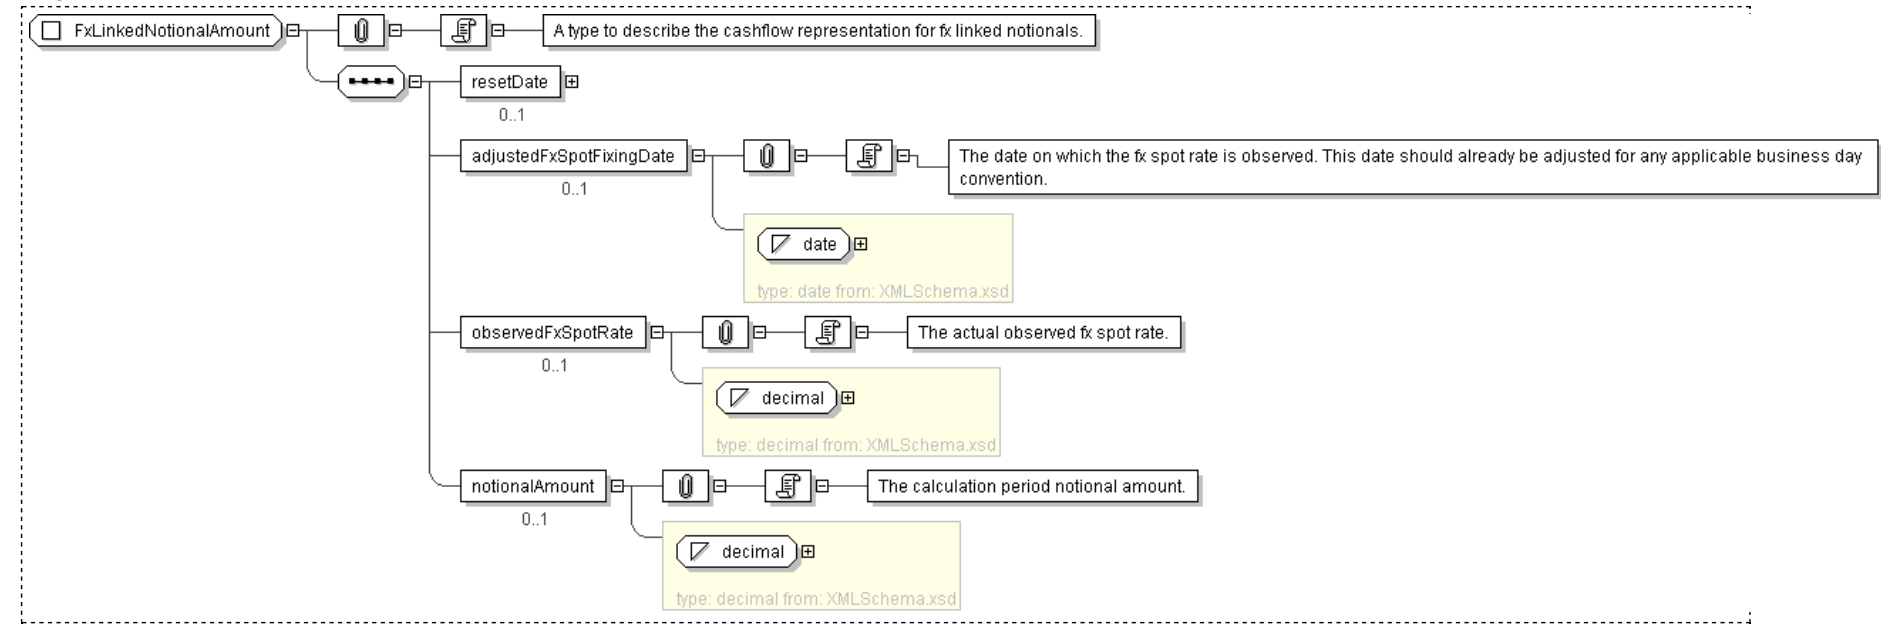 FxLinkedNotionalAmount
A type to describe the cashflow representation for fx linked notionals.
resetDate
0..1
adjustedFxSpotFixingDate
0..1
The date on which the fx spot rate is observed. This date should already be adjusted for any applicable business day
convention.
date
type: date from: XMLSchema.xsd
observedFxSpotRate
0..1
The actual observed fx spot rate.
decimal
type: decimal from: XMLSchema.xsd
notionalAmount
0..1
The calculation period notional amount.
decimal
type: decimal from: XMLSchema.xsd